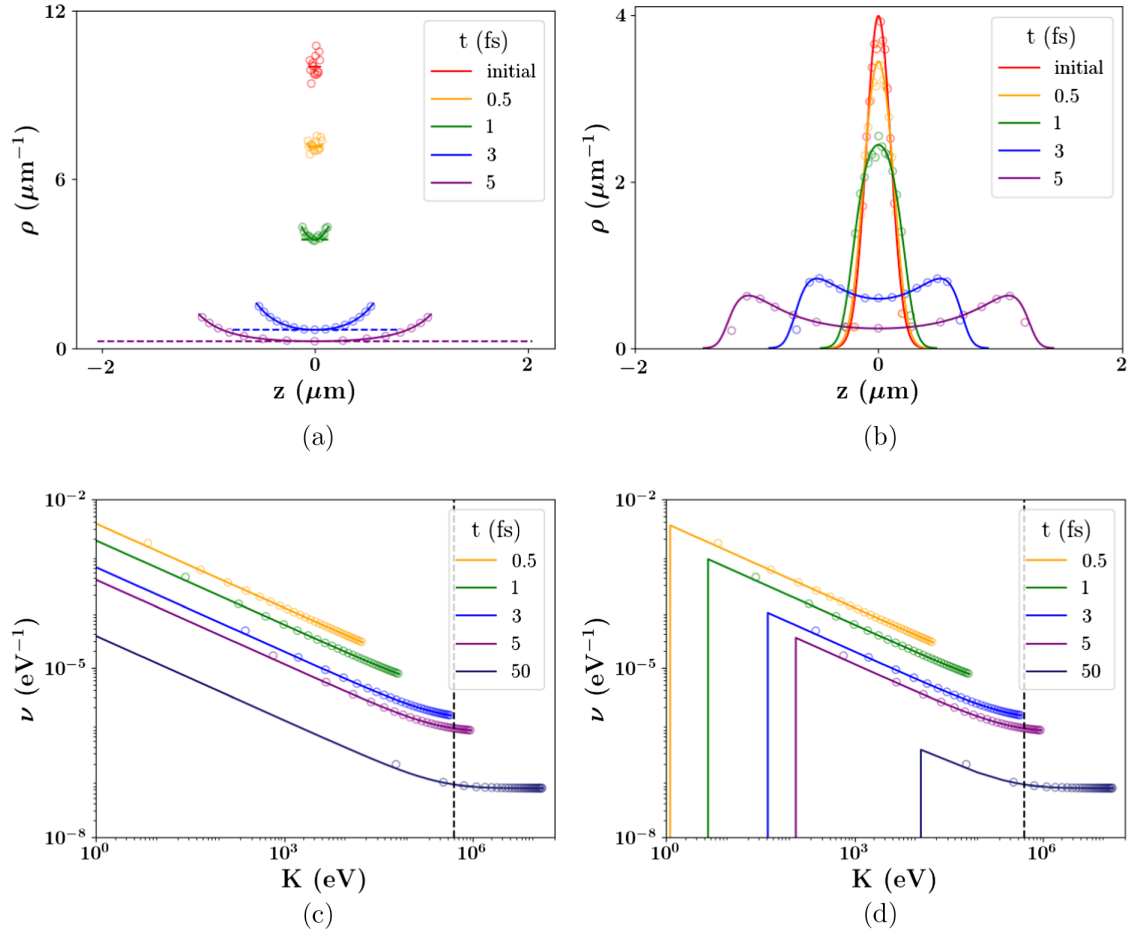 12
6
0
−2
0
2
ρ (μm⁻¹)
z (μm)
t (fs)
initial
0.5
1
3
5
(a)
4
2
0
−2
0
2
ρ (μm⁻¹)
z (μm)
t (fs)
initial
0.5
1
3
5
(b)
10⁻²
10⁻⁵
10⁻⁸
10⁰
10³
10⁶
ν (eV⁻¹)
K (eV)
t (fs)
0.5
1
3
5
50
(c)
10⁻²
10⁻⁵
10⁻⁸
10⁰
10³
10⁶
ν (eV⁻¹)
K (eV)
t (fs)
0.5
1
3
5
50
(d)